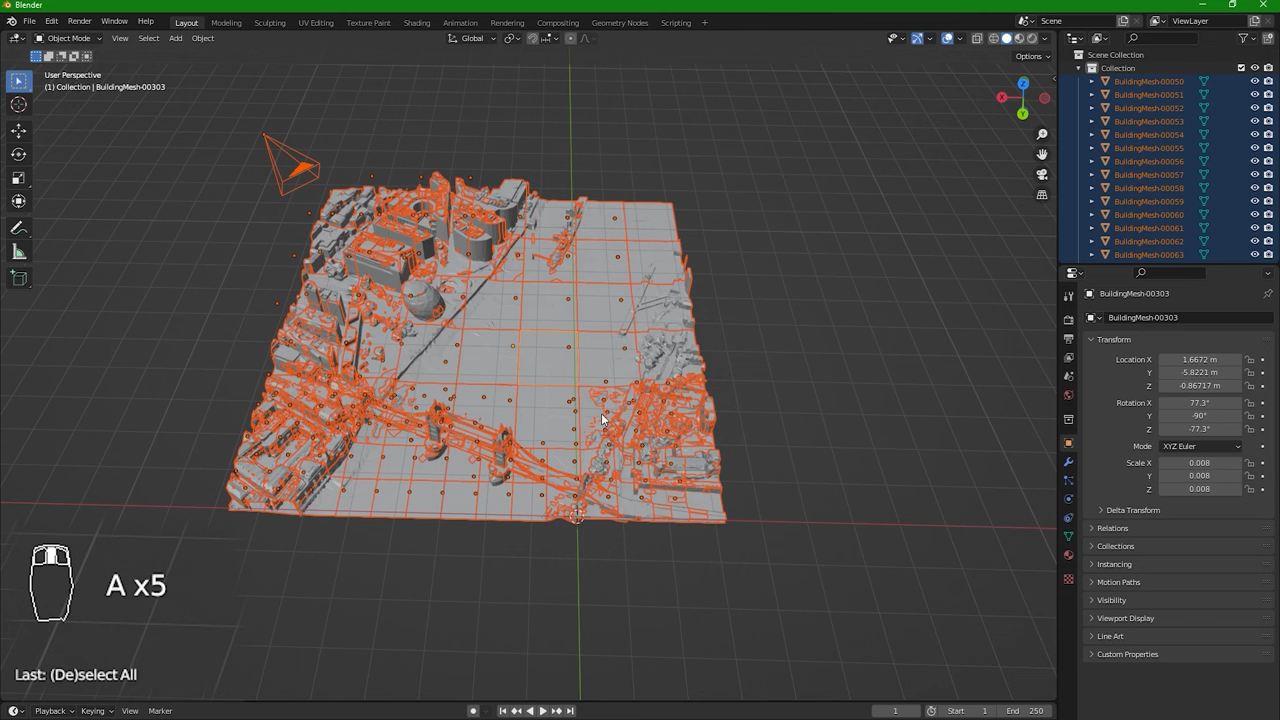 Blender
File Edit Render Window Help Layout Modeling Sculpting UV Editing Texture Paint Shading Animation Rendering Compositing Geometry Nodes Scripting + Scene ViewLayer
Object Mode View Select Add Object Global
Options
User Perspective
(1) Collection | BuildingMesh-00303
Z
X
Y
Scene Collection
Collection
BuildingMesh-00050
BuildingMesh-00051
BuildingMesh-00052
BuildingMesh-00053
BuildingMesh-00054
BuildingMesh-00055
BuildingMesh-00056
BuildingMesh-00057
BuildingMesh-00058
BuildingMesh-00059
BuildingMesh-00060
BuildingMesh-00061
BuildingMesh-00062
BuildingMesh-00063
BuildingMesh-00303
BuildingMesh-00303
Transform
Location X 1.6672 m
Y -5.8221 m
Z -0.86717 m
Rotation X 77.3°
Y -90°
Z -77.3°
Mode XYZ Euler
Scale X 0.008
Y 0.008
Z 0.008
Delta Transform
Relations
Collections
Instancing
Motion Paths
Visibility
Viewport Display
Line Art
Custom Properties
A x5
Last: (De)select All
Playback Keying View Marker 1 Start 1 End 250